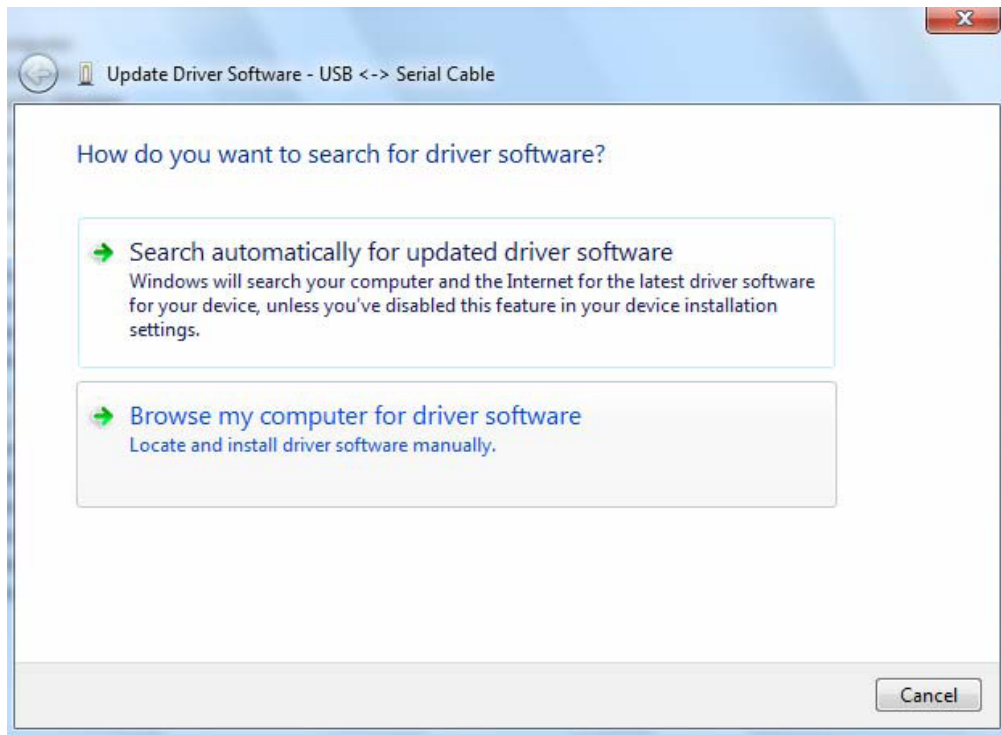 Update Driver Software - USB <-> Serial Cable
How do you want to search for driver software?
Search automatically for updated driver software
Windows will search your computer and the Internet for the latest driver software
for your device, unless you've disabled this feature in your device installation
settings.
Browse my computer for driver software
Locate and install driver software manually.
Cancel